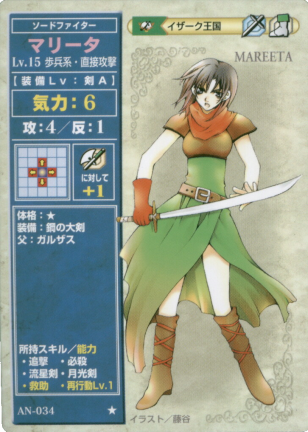 ソードファイター
マリータ
Lv.15 歩兵系・直接攻撃
【装備Lv：剣A】
気力：6
攻：4／反：1
に対して
+1
体格：★
装備：鋼の大剣
父：ガルザス
所持スキル／能力
・追撃 ・必殺
・流星剣・月光剣
・救助 ・再行動Lv.1
AN-034 ★
イザーク王国
MAREETA
イラスト／藤谷